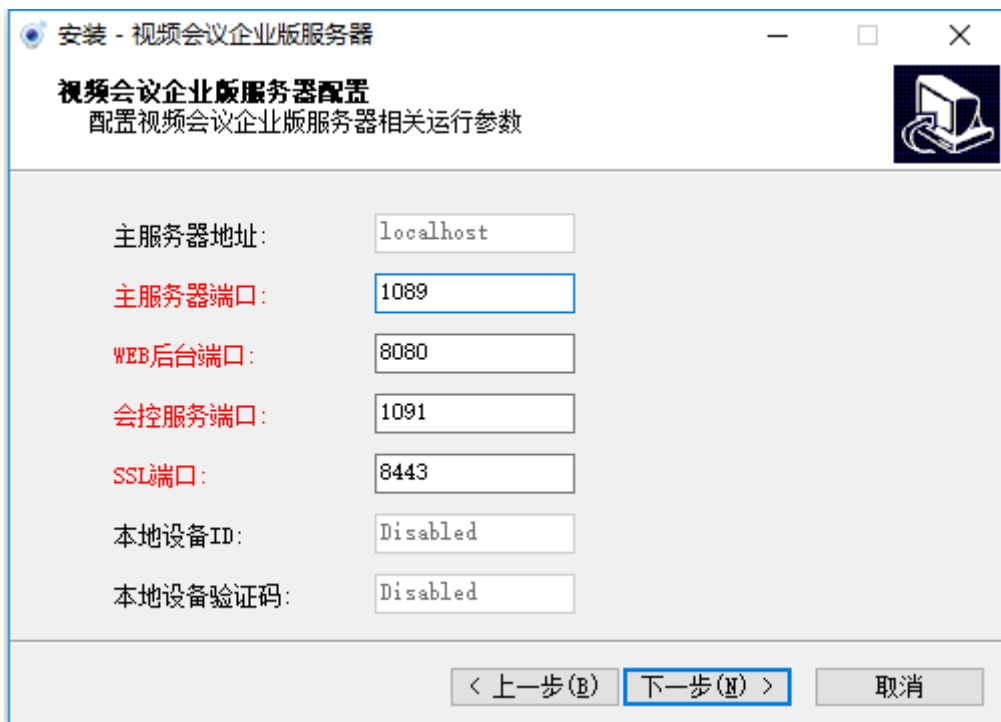 安装 - 视频会议企业版服务器
视频会议企业版服务器配置
配置视频会议企业版服务器相关运行参数
主服务器地址: localhost
主服务器端口: 1089
WEB后台端口: 8080
会控服务端口: 1091
SSL端口: 8443
本地设备ID: Disabled
本地设备验证码: Disabled
< 上一步(B) 下一步(N) > 取消